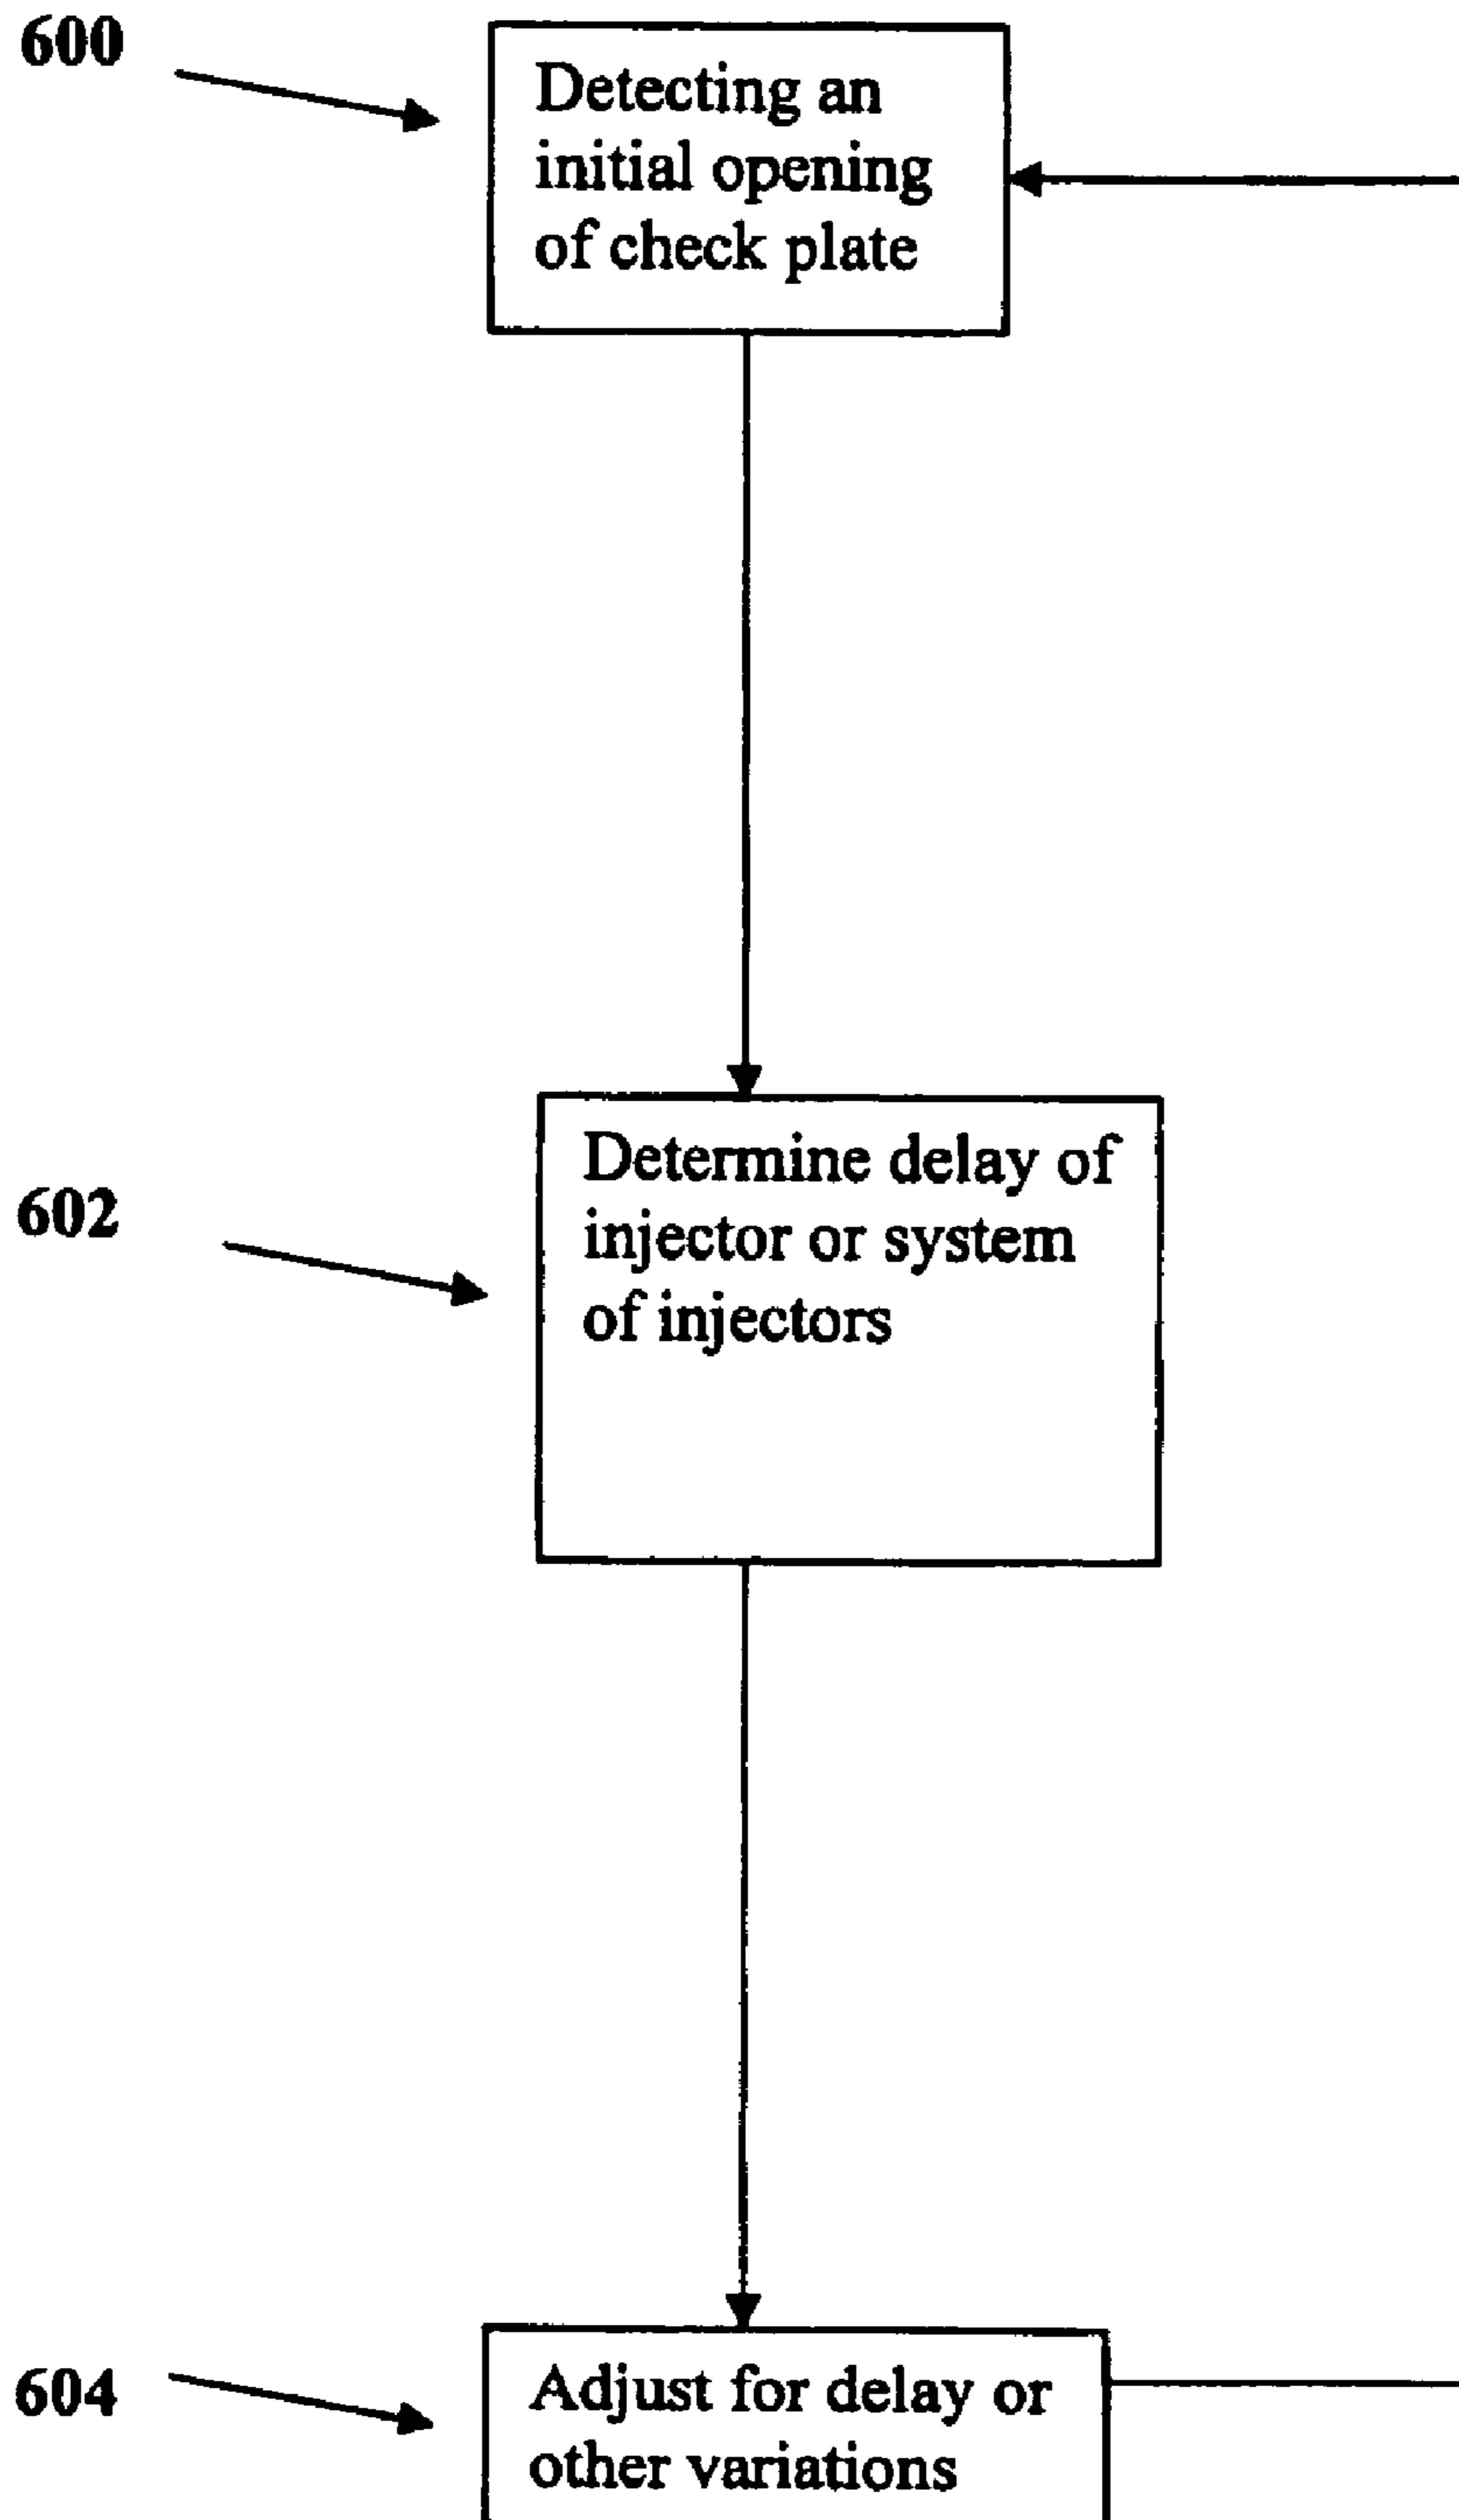 600
Detecting an
initial opening
of check plate
602
Determine delay of
injector or system
of injectors
604
Adjust for delay or
other variations